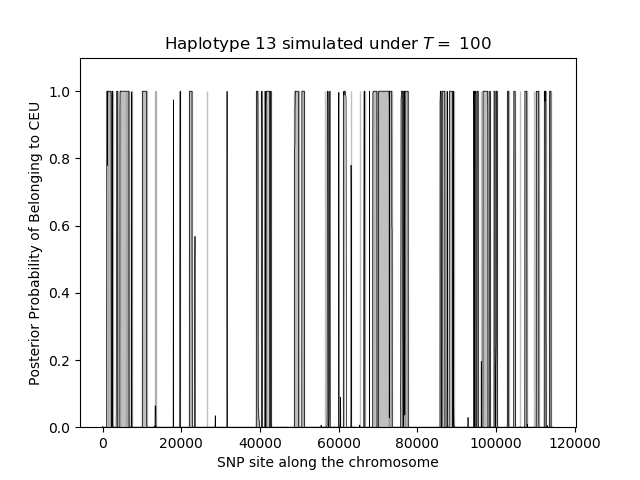 Haplotype 13 simulated under T = 100
Posterior Probability of Belonging to CEU
1.0
0.8
0.6
0.4
0.2
0.0
0 20000 40000 60000 80000 100000 120000
SNP site along the chromosome